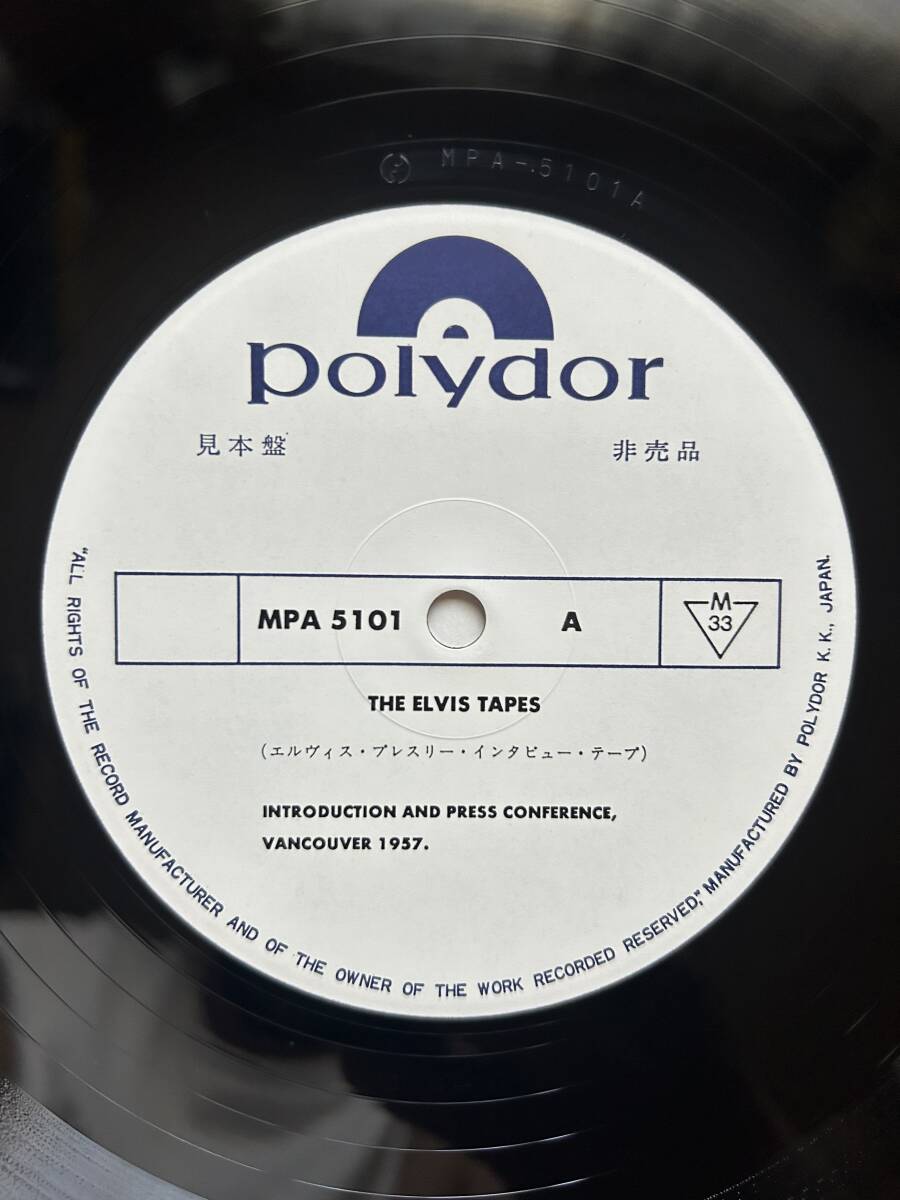 MPA-5101A
polydor
見本盤
非売品
MPA 5101
A
M
33
THE ELVIS TAPES
(エルヴィス・プレスリー・インタビュー・テープ)
INTRODUCTION AND PRESS CONFERENCE,
VANCOUVER 1957.
"ALL RIGHTS OF THE RECORD MANUFACTURER AND OF THE OWNER OF THE WORK RECORDED RESERVED," MANUFACTURED BY POLYDOR K. K., JAPAN.